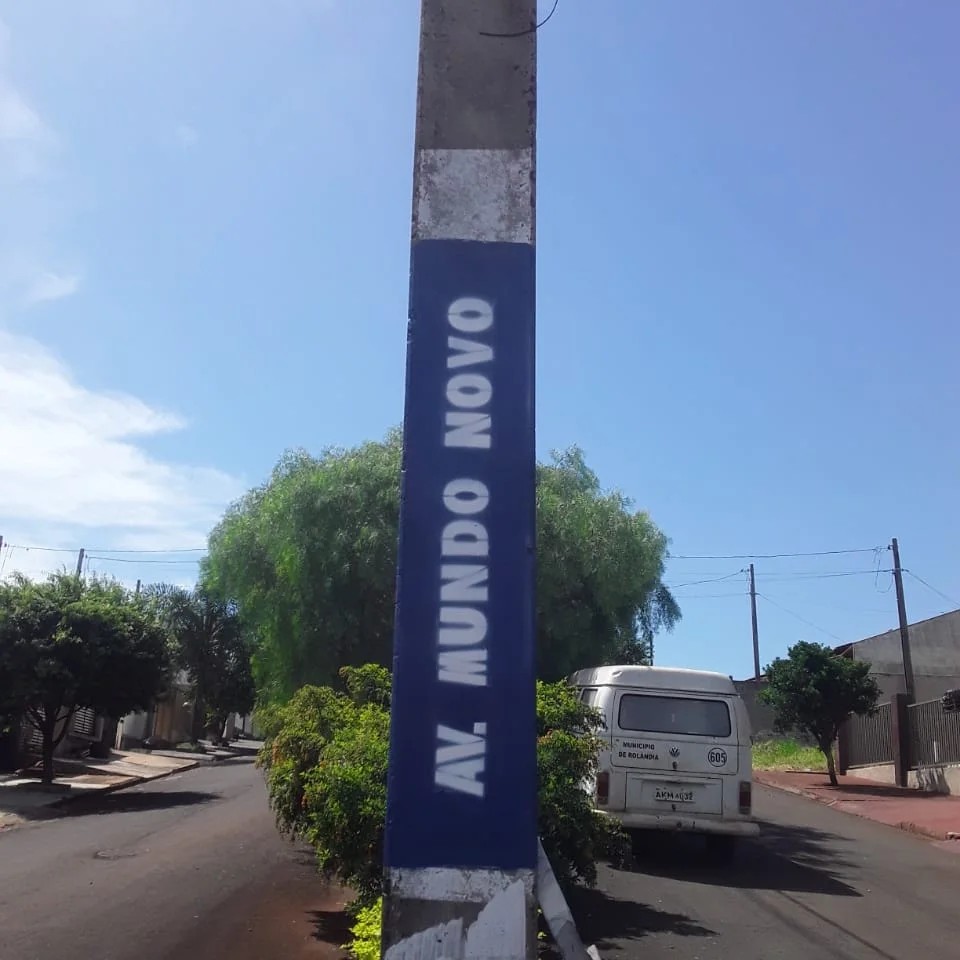 AV. MUNDO NOVO
MUNICIPIO
DE ROLÂNDIA
605